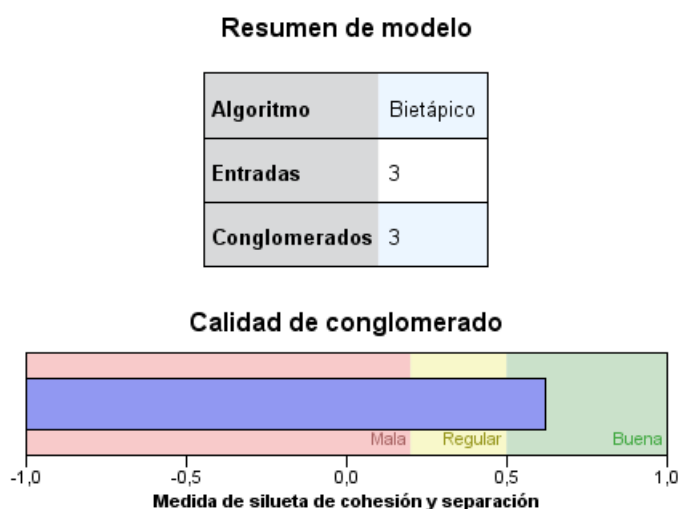 Resumen de modelo
Algoritmo Bietápico
Entradas 3
Conglomerados 3
Calidad de conglomerado
Mala Regular Buena
-1,0 -0,5 0,0 0,5 1,0
Medida de silueta de cohesión y separación